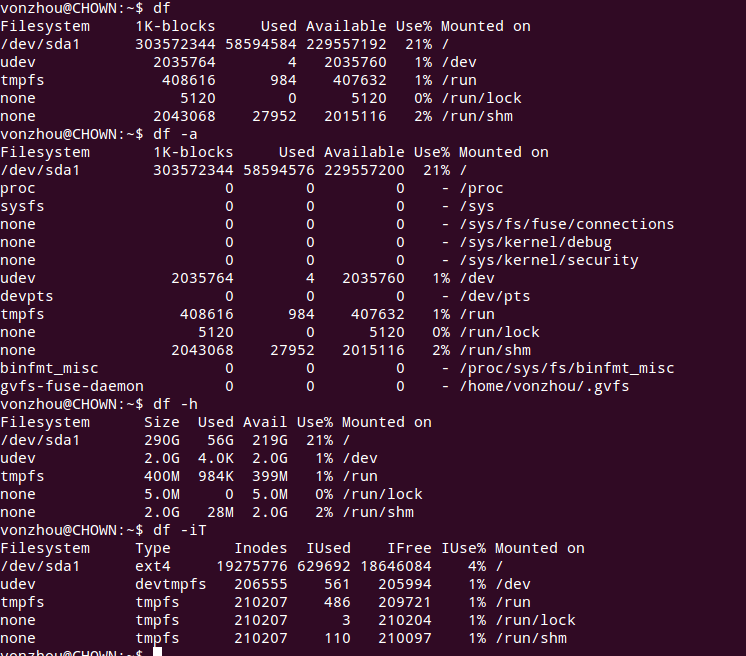 vonzhou@CHOWN:~$ df
Filesystem     1K-blocks     Used Available Use% Mounted on
/dev/sda1      303572344 58594584 229557192  21% /
udev             2035764        4   2035760   1% /dev
tmpfs             408616      984    407632   1% /run
none                5120        0      5120   0% /run/lock
none             2043068    27952   2015116   2% /run/shm
vonzhou@CHOWN:~$ df -a
Filesystem       1K-blocks     Used Available Use% Mounted on
/dev/sda1        303572344 58594576 229557200  21% /
proc                     0        0         0    - /proc
sysfs                    0        0         0    - /sys
none                     0        0         0    - /sys/fs/fuse/connections
none                     0        0         0    - /sys/kernel/debug
none                     0        0         0    - /sys/kernel/security
udev               2035764        4   2035760   1% /dev
devpts                   0        0         0    - /dev/pts
tmpfs               408616      984    407632   1% /run
none                  5120        0      5120   0% /run/lock
none               2043068    27952   2015116   2% /run/shm
binfmt_misc              0        0         0    - /proc/sys/fs/binfmt_misc
gvfs-fuse-daemon         0        0         0    - /home/vonzhou/.gvfs
vonzhou@CHOWN:~$ df -h
Filesystem      Size  Used Avail Use% Mounted on
/dev/sda1       290G   56G  219G  21% /
udev            2.0G  4.0K  2.0G   1% /dev
tmpfs           400M  984K  399M   1% /run
none            5.0M     0  5.0M   0% /run/lock
none            2.0G   28M  2.0G   2% /run/shm
vonzhou@CHOWN:~$ df -iT
Filesystem     Type       Inodes  IUsed    IFree IUse% Mounted on
/dev/sda1      ext4     19275776 629692 18646084    4% /
udev           devtmpfs   206555    561   205994    1% /dev
tmpfs          tmpfs      210207    486   209721    1% /run
none           tmpfs      210207      3   210204    1% /run/lock
none           tmpfs      210207    110   210097    1% /run/shm
vonzhou@CHOWN:~$